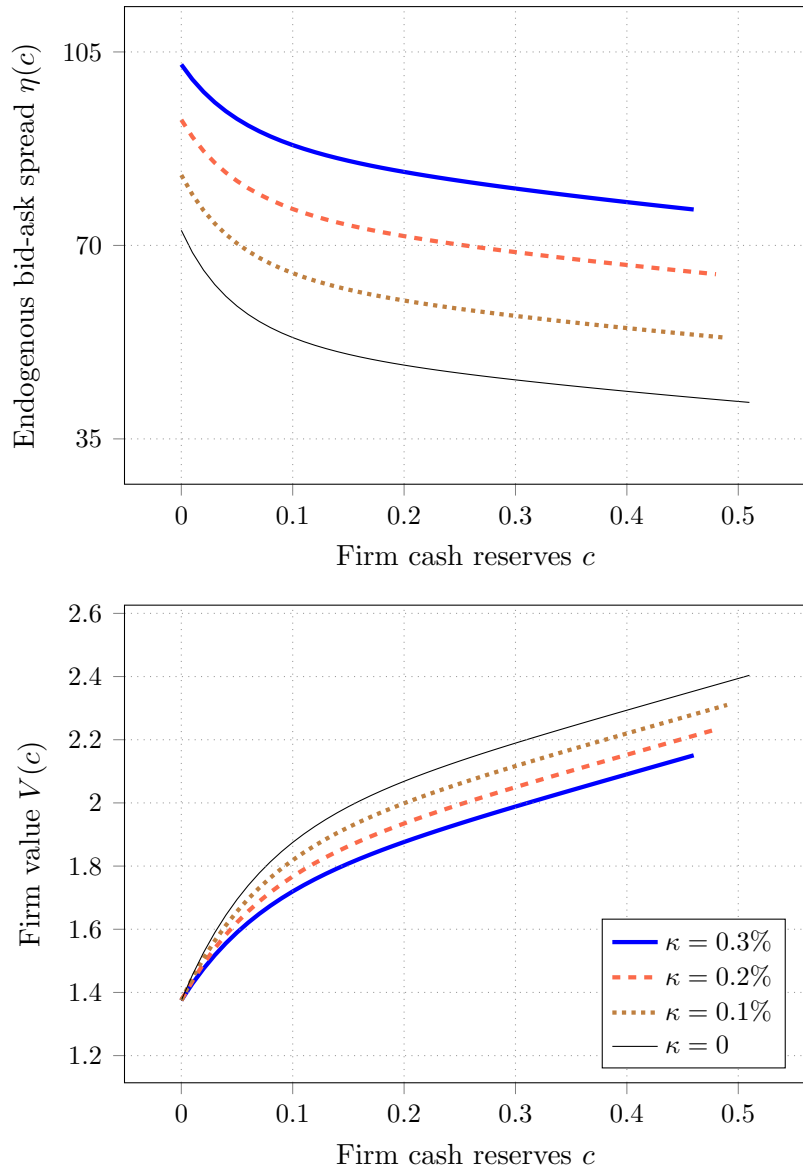 105
70
35
Endogenous bid-ask spread η(c)
0 0.1 0.2 0.3 0.4 0.5
Firm cash reserves c
2.6
2.4
2.2
2
1.8
1.6
1.4
1.2
Firm value V(c)
κ = 0.3%
κ = 0.2%
κ = 0.1%
κ = 0
0 0.1 0.2 0.3 0.4 0.5
Firm cash reserves c